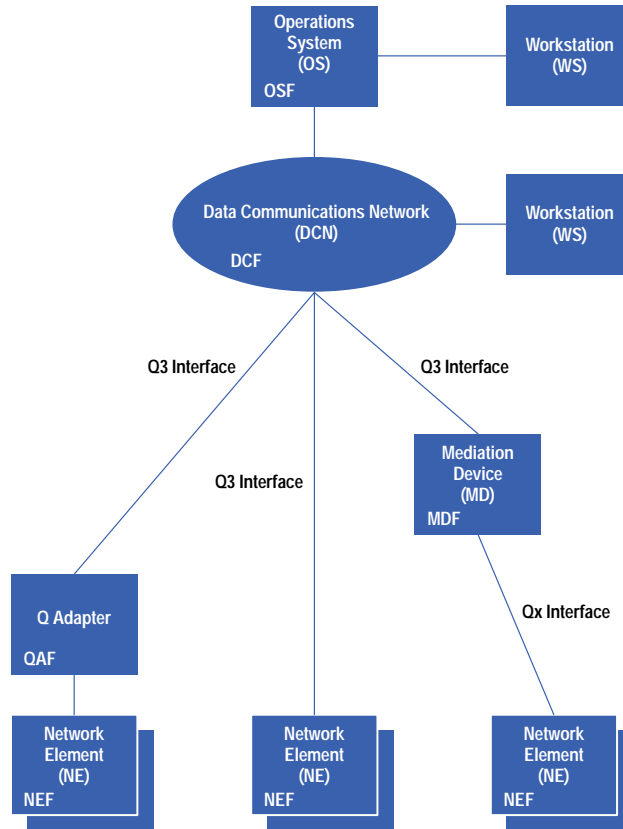 Operations
System
(OS)
OSF
Workstation
(WS)
Data Communications Network
(DCN)
DCF
Workstation
(WS)
Q3 Interface
Q3 Interface
Q3 Interface
Mediation
Device
(MD)
MDF
Q Adapter
QAF
Qx Interface
Network
Element
(NE)
NEF
Network
Element
(NE)
NEF
Network
Element
(NE)
NEF